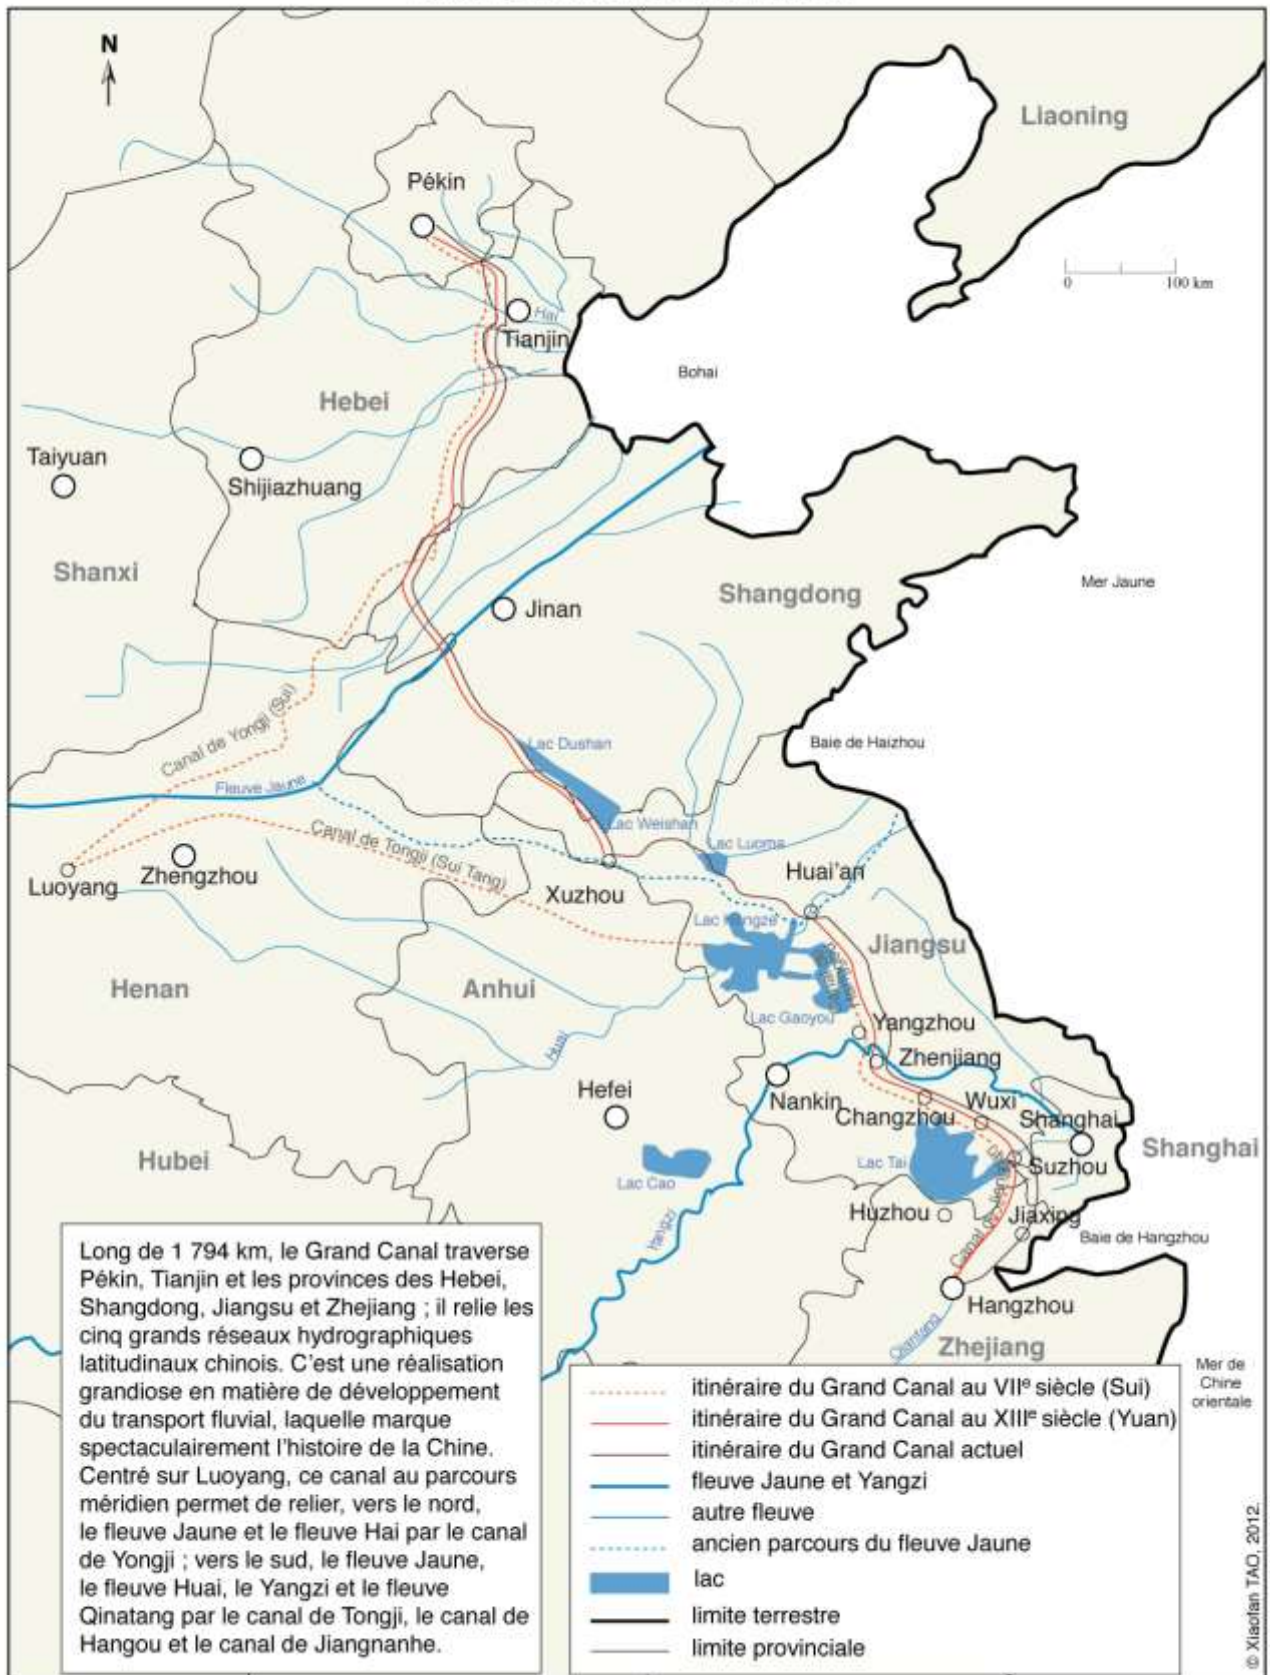 N
Liaoning
Pékin
0 100 km
Hai
Tianjin
Bohai
Hebei
Taiyuan
Shijiazhuang
Shanxi
Shangdong
Mer Jaune
Jinan
Canal de Yongji (Sui)
Lac Dushan
Baie de Haizhou
Fleuve Jaune
Lac Weishan
Canal de Tongji (Sui Tang)
Lac Luoma
Huai'an
Zhengzhou
Luoyang
Xuzhou
Lac Hongze
Jiangsu
Henan
Anhui
Lac Gaoyou
Yangzhou
Huai
Zhenjiang
Hefei
Nankin
Changzhou
Wuxi
Shanghai
Shanghai
Hubei
Lac Tai
Suzhou
Lac Cao
Huzhou
Jiaxing
Yangzi
Canal de
Baie de Hangzhou
Hangzhou
Qiantang
Zhejiang
Mer de
Chine
orientale
Long de 1 794 km, le Grand Canal traverse
Pékin, Tianjin et les provinces des Hebei,
Shangdong, Jiangsu et Zhejiang ; il relie les
cinq grands réseaux hydrographiques
latitudinaux chinois. C'est une réalisation
grandiose en matière de développement
du transport fluvial, laquelle marque
spectaculairement l'histoire de la Chine.
Centré sur Luoyang, ce canal au parcours
méridien permet de relier, vers le nord,
le fleuve Jaune et le fleuve Hai par le canal
de Yongji ; vers le sud, le fleuve Jaune,
le fleuve Huai, le Yangzi et le fleuve
Qinatang par le canal de Tongji, le canal de
Hangou et le canal de Jiangnanhe.
itinéraire du Grand Canal au VIIe siècle (Sui)
itinéraire du Grand Canal au XIIIe siècle (Yuan)
itinéraire du Grand Canal actuel
fleuve Jaune et Yangzi
autre fleuve
ancien parcours du fleuve Jaune
lac
limite terrestre
limite provinciale
© Xiaofan TAO, 2012.